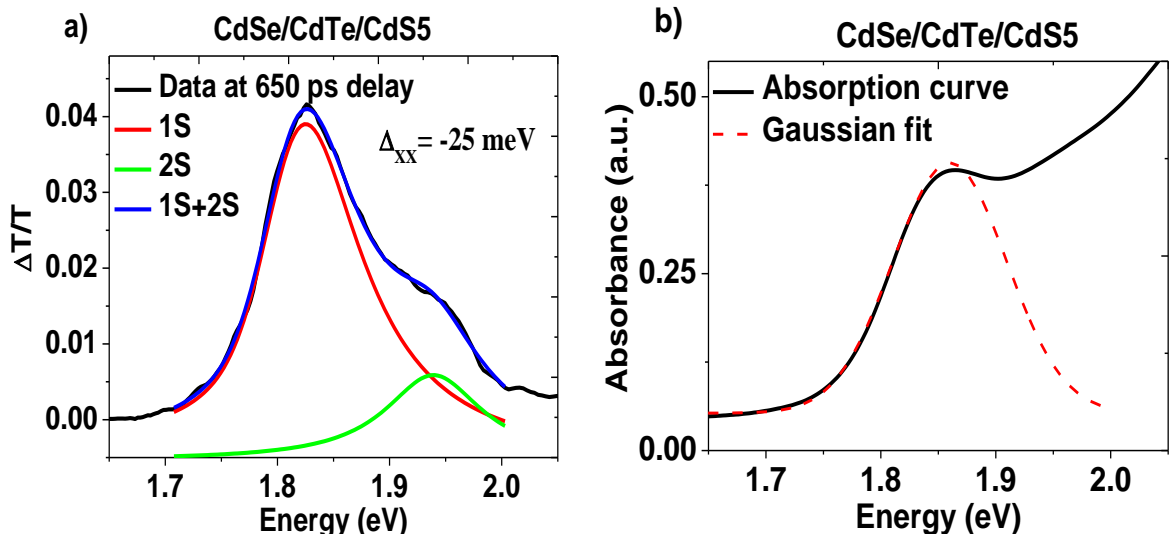 a)
CdSe/CdTe/CdS5
Data at 650 ps delay
1S
2S
1S+2S
Δ_XX= -25 meV
ΔT/T
0.04
0.03
0.02
0.01
0.00
1.7 1.8 1.9 2.0
Energy (eV)
b)
CdSe/CdTe/CdS5
Absorption curve
Gaussian fit
Absorbance (a.u.)
0.50
0.25
0.00
1.7 1.8 1.9 2.0
Energy (eV)